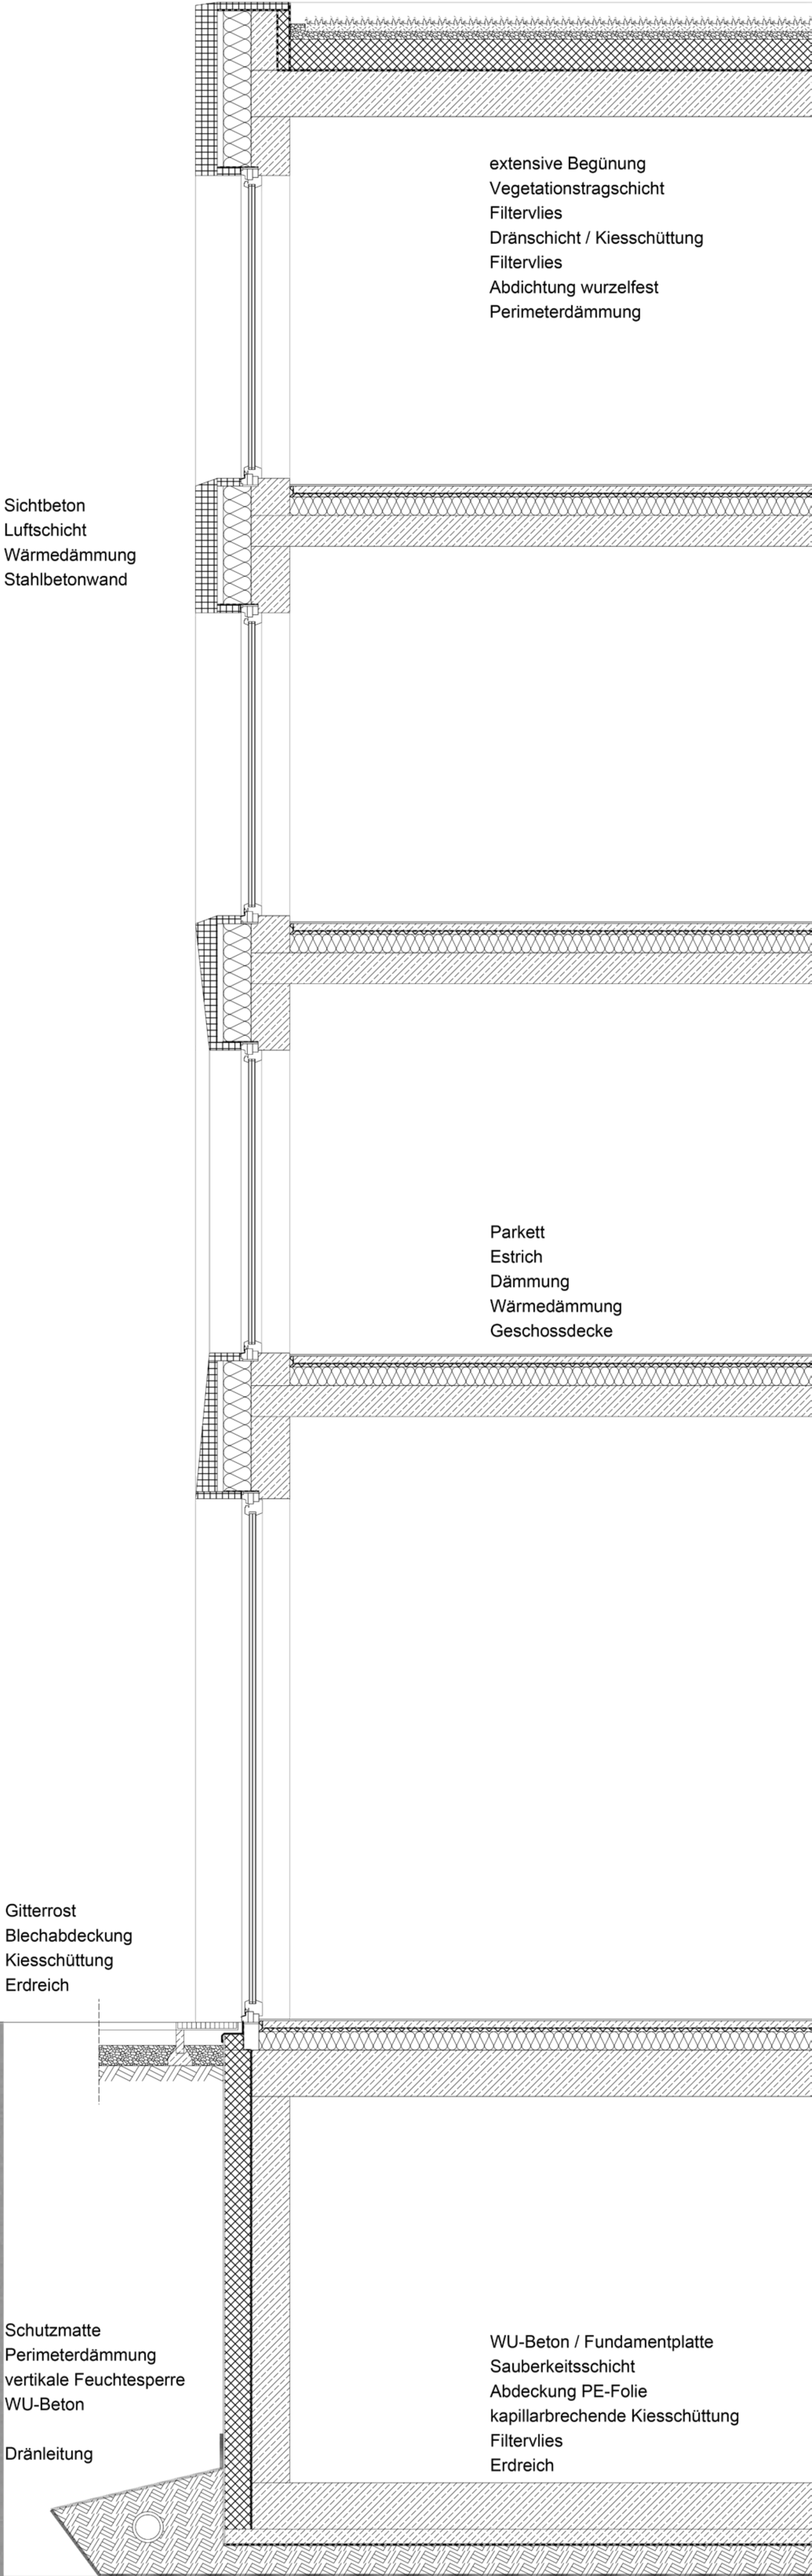 extensive Begünung
Vegetationstragschicht
Filtervlies
Dränschicht / Kiesschüttung
Filtervlies
Abdichtung wurzelfest
Perimeterdämmung
Sichtbeton
Luftschicht
Wärmedämmung
Stahlbetonwand
Parkett
Estrich
Dämmung
Wärmedämmung
Geschossdecke
Gitterrost
Blechabdeckung
Kiesschüttung
Erdreich
Schutzmatte
Perimeterdämmung
vertikale Feuchtesperre
WU-Beton
Dränleitung
WU-Beton / Fundamentplatte
Sauberkeitsschicht
Abdeckung PE-Folie
kapillarbrechende Kiesschüttung
Filtervlies
Erdreich